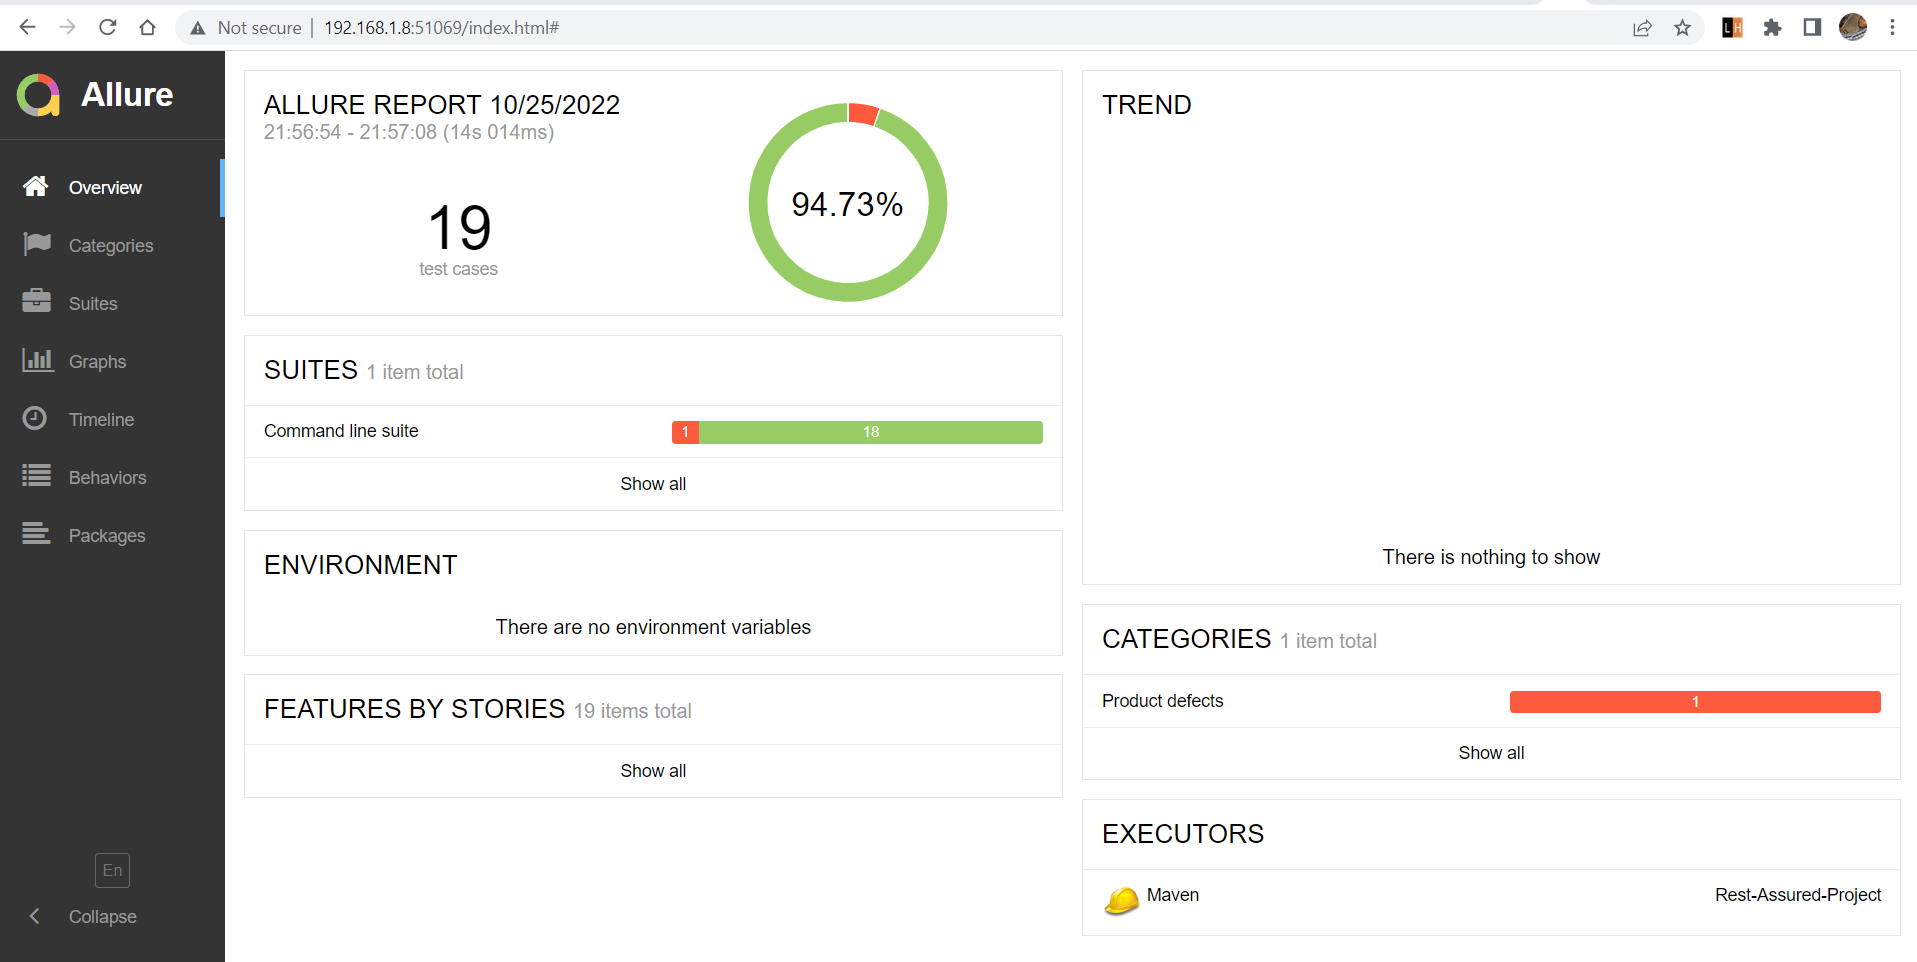 Not secure | 192.168.1.8:51069/index.html#
LH
Allure
Overview
Categories
Suites
Graphs
Timeline
Behaviors
Packages
En
Collapse
ALLURE REPORT 10/25/2022
21:56:54 - 21:57:08 (14s 014ms)
19
test cases
94.73%
SUITES 1 item total
Command line suite 1 18
Show all
ENVIRONMENT
There are no environment variables
FEATURES BY STORIES 19 items total
Show all
TREND
There is nothing to show
CATEGORIES 1 item total
Product defects 1
Show all
EXECUTORS
Maven Rest-Assured-Project